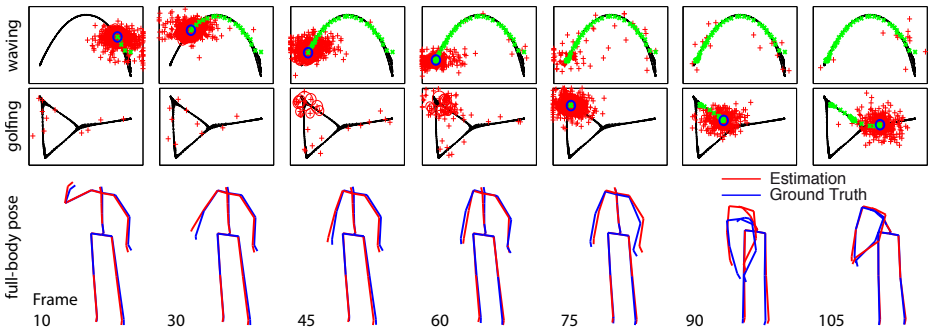 waving
golfing
full-body pose
Estimation
Ground Truth
Frame
10 30 45 60 75 90 105